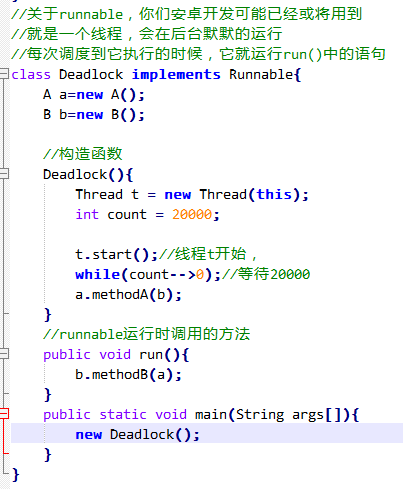 //关于runnable，你们安卓开发可能已经或将用到
//就是一个线程，会在后台默默的运行
//每次调度到它执行的时候，它就运行run()中的语句
class Deadlock implements Runnable{
A a=new A();
B b=new B();
//构造函数
Deadlock(){
Thread t = new Thread(this);
int count = 20000;
t.start();//线程t开始，
while(count-->0);//等待20000
a.methodA(b);
}
//runnable运行时调用的方法
public void run(){
b.methodB(a);
}
public static void main(String args[]){
new Deadlock();
}
}